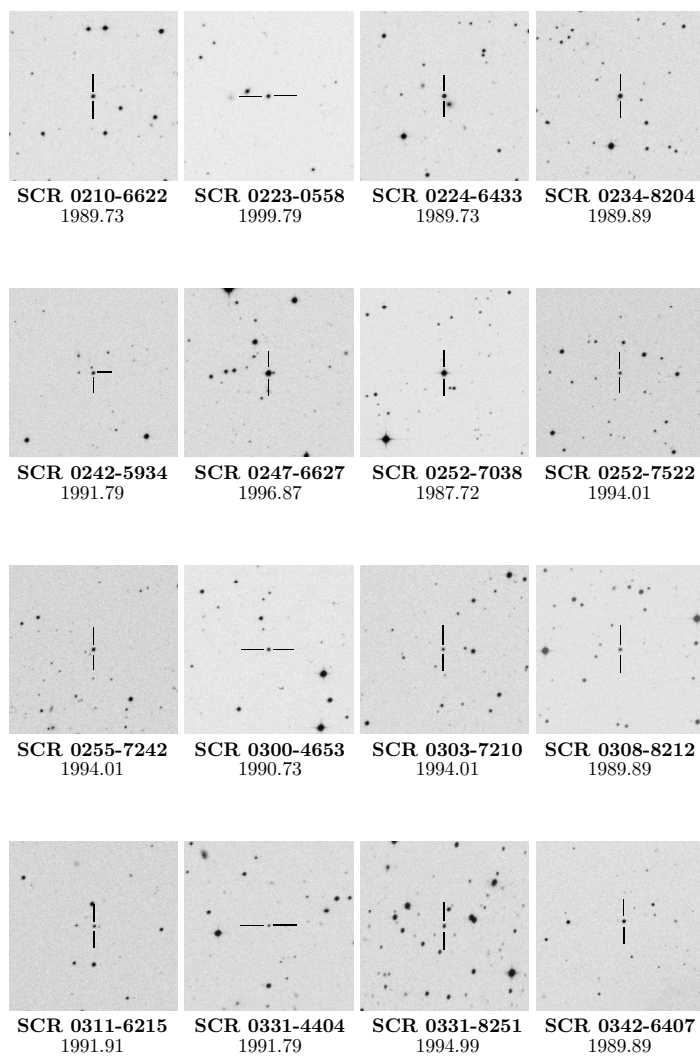 SCR 0210-6622 SCR 0223-0558 SCR 0224-6433 SCR 0234-8204
1989.73 1999.79 1989.73 1989.89
SCR 0242-5934 SCR 0247-6627 SCR 0252-7038 SCR 0252-7522
1991.79 1996.87 1987.72 1994.01
SCR 0255-7242 SCR 0300-4653 SCR 0303-7210 SCR 0308-8212
1994.01 1990.73 1994.01 1989.89
SCR 0311-6215 SCR 0331-4404 SCR 0331-8251 SCR 0342-6407
1991.91 1991.79 1994.99 1989.89